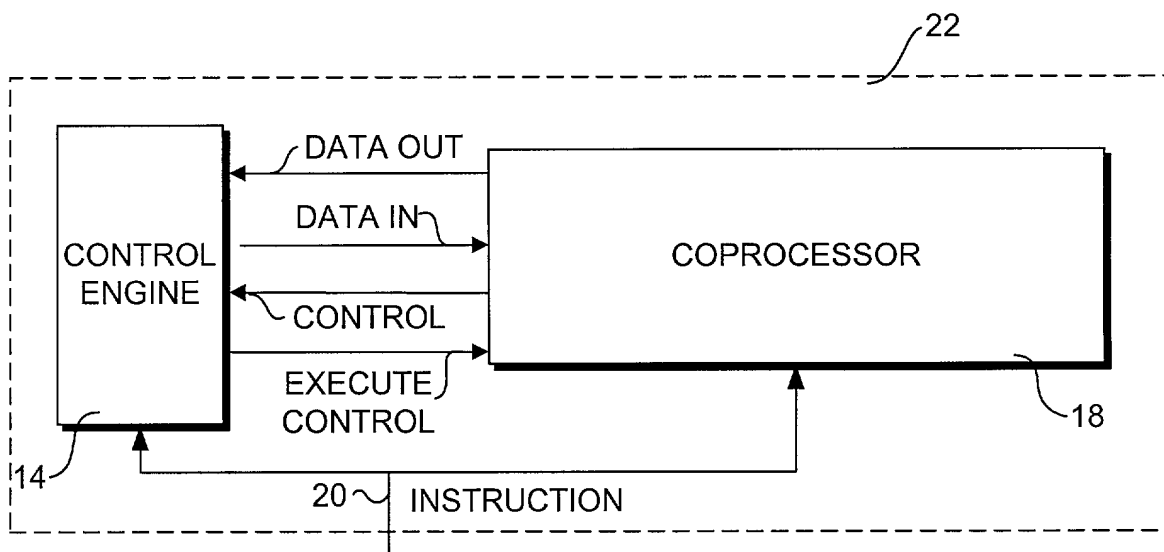 22
DATA OUT
DATA IN
CONTROL
ENGINE
COPROCESSOR
CONTROL
EXECUTE
CONTROL
14
18
20
INSTRUCTION